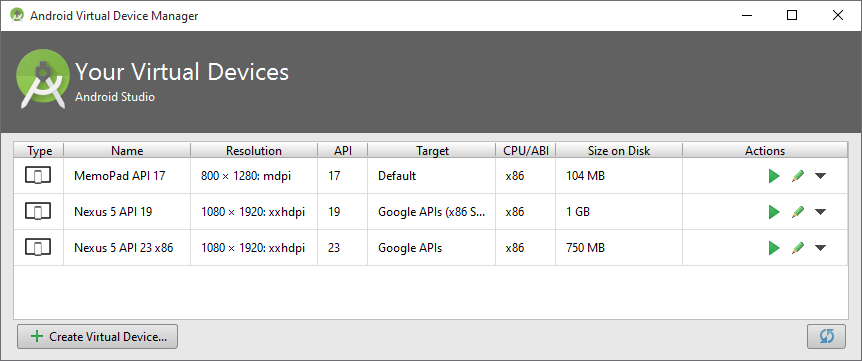 Android Virtual Device Manager
Your Virtual Devices
Android Studio
Type Name Resolution API Target CPU/ABI Size on Disk Actions
MemoPad API 17 800 × 1280: mdpi 17 Default x86 104 MB
Nexus 5 API 19 1080 × 1920: xxhdpi 19 Google APIs (x86 S... x86 1 GB
Nexus 5 API 23 x86 1080 × 1920: xxhdpi 23 Google APIs x86 750 MB
Create Virtual Device...